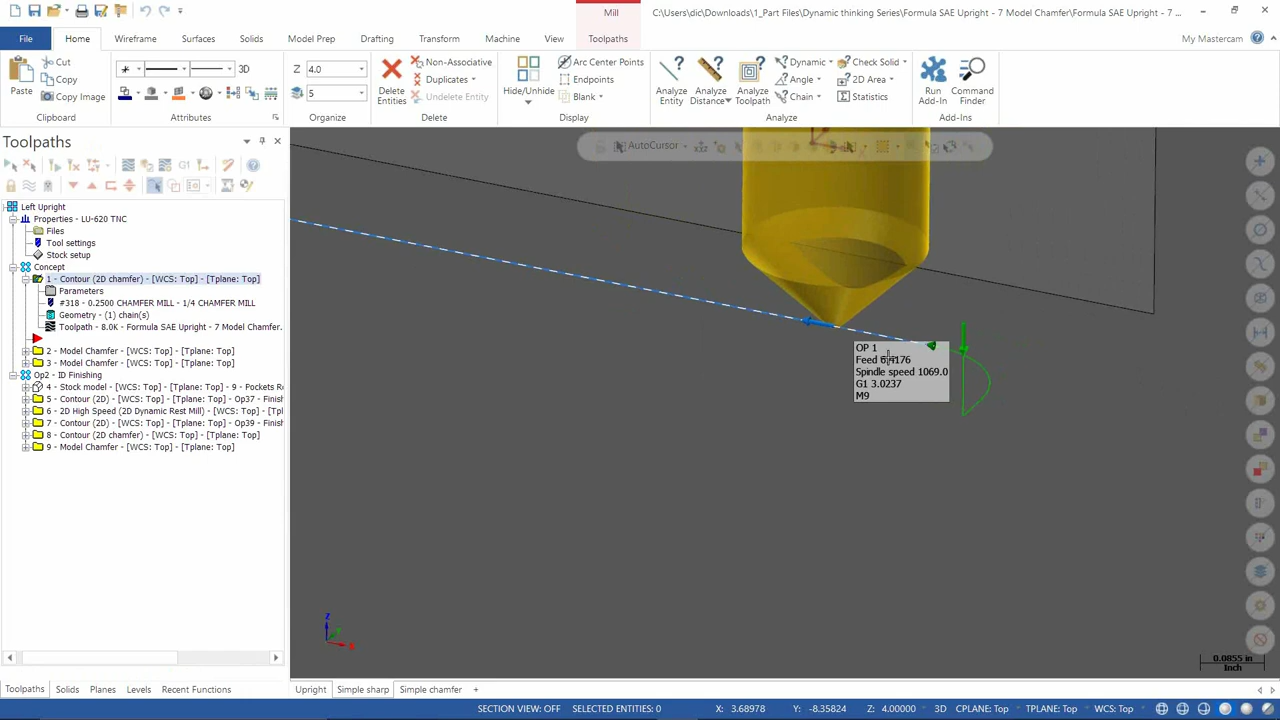 Mill
C:\Users\dic\Downloads\1_Part Files\Dynamic thinking Series\Formula SAE Upright - 7 Model Chamfer\Formula SAE Upright - 7 ...
File
Home
Wireframe
Surfaces
Solids
Model Prep
Drafting
Transform
Machine
View
Toolpaths
My Mastercam
Paste
Cut
Copy
Copy Image
Clipboard
3D
Attributes
Z 4.0
5
Organize
Delete Entities
Non-Associative
Duplicates
Undelete Entity
Delete
Hide/Unhide
Arc Center Points
Endpoints
Blank
Display
Analyze Entity
Analyze Distance
Analyze Toolpath
Dynamic
Angle
Chain
Check Solid
2D Area
Statistics
Analyze
Run Add-In
Command Finder
Add-Ins
Toolpaths
AutoCursor
G1
Left Upright
Properties - LU-620 TNC
Files
Tool settings
Stock setup
Concept
1 - Contour (2D chamfer) - [WCS: Top] - [Tplane: Top]
Parameters
#318 - 0.2500 CHAMFER MILL - 1/4 CHAMFER MILL
Geometry - (1) chain(s)
Toolpath - 8.0K - Formula SAE Upright - 7 Model Chamfer.
2 - Model Chamfer - [WCS: Top] - [Tplane: Top]
3 - Model Chamfer - [WCS: Top] - [Tplane: Top]
Op2 - ID Finishing
4 - Stock model - [WCS: Top] - [Tplane: Top] - 9 - Pockets R
5 - Contour (2D) - [WCS: Top] - [Tplane: Top] - Op37 - Finish
6 - 2D High Speed (2D Dynamic Rest Mill) - [WCS: Top] - [Tp
7 - Contour (2D) - [WCS: Top] - [Tplane: Top] - Op39 - Finish
8 - Contour (2D chamfer) - [WCS: Top] - [Tplane: Top]
9 - Model Chamfer - [WCS: Top] - [Tplane: Top]
OP 1
Feed 6.4176
Spindle speed 1069.0
G1 3.0237
M9
Z
X
0.0855 in
Inch
Toolpaths
Solids
Planes
Levels
Recent Functions
Upright
Simple sharp
Simple chamfer
+
SECTION VIEW: OFF
SELECTED ENTITIES: 0
X: 3.68978
Y: -8.35824
Z: 4.00000
3D
CPLANE: Top
TPLANE: Top
WCS: Top